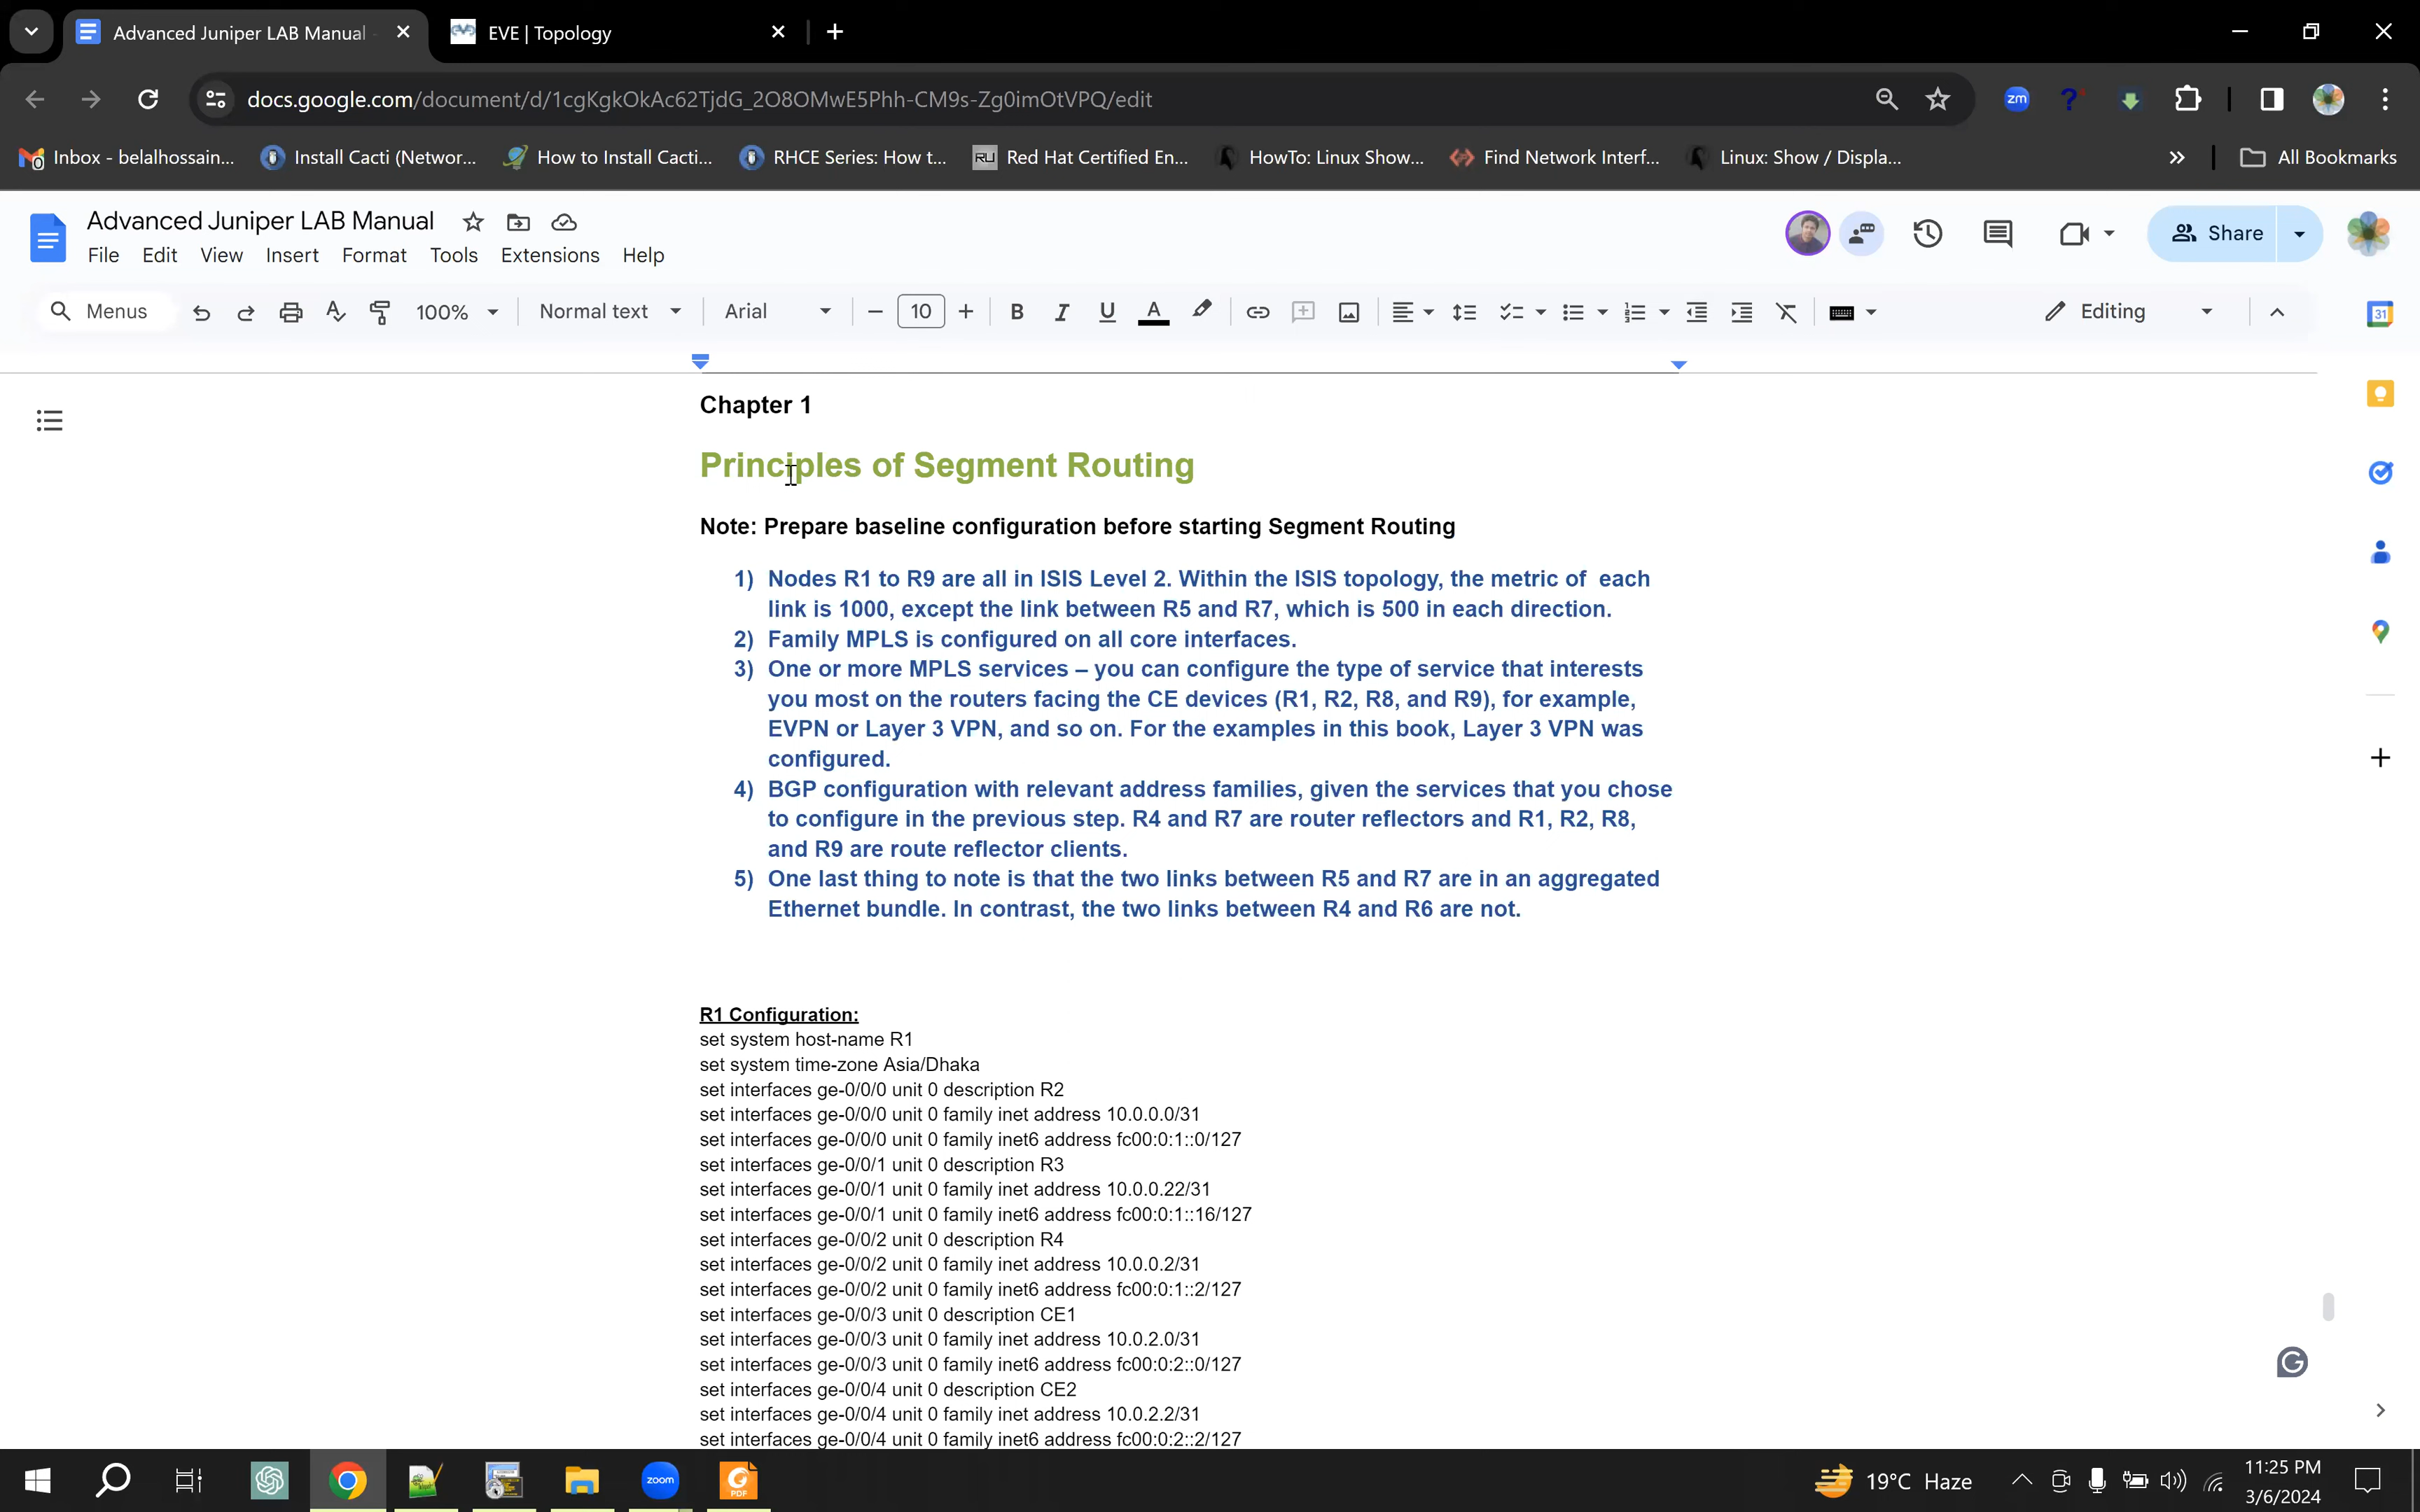 Advanced Juniper LAB Manual
EVE | Topology
docs.google.com/document/d/1cgKgkOkAc62TjdG_2O8OMwE5Phh-CM9s-Zg0imOtVPQ/edit
zm
Inbox - belalhossain...
Install Cacti (Networ...
How to Install Cacti...
RHCE Series: How t...
RU
Red Hat Certified En...
HowTo: Linux Show...
Find Network Interf...
Linux: Show / Displa...
All Bookmarks
Advanced Juniper LAB Manual
File Edit View Insert Format Tools Extensions Help
Share
Menus
100%
Normal text
Arial
10
B I U A
Editing
31
Chapter 1
Principles of Segment Routing
Note: Prepare baseline configuration before starting Segment Routing
1) Nodes R1 to R9 are all in ISIS Level 2. Within the ISIS topology, the metric of each
link is 1000, except the link between R5 and R7, which is 500 in each direction.
2) Family MPLS is configured on all core interfaces.
3) One or more MPLS services – you can configure the type of service that interests
you most on the routers facing the CE devices (R1, R2, R8, and R9), for example,
EVPN or Layer 3 VPN, and so on. For the examples in this book, Layer 3 VPN was
configured.
4) BGP configuration with relevant address families, given the services that you chose
to configure in the previous step. R4 and R7 are router reflectors and R1, R2, R8,
and R9 are route reflector clients.
5) One last thing to note is that the two links between R5 and R7 are in an aggregated
Ethernet bundle. In contrast, the two links between R4 and R6 are not.
R1 Configuration:
set system host-name R1
set system time-zone Asia/Dhaka
set interfaces ge-0/0/0 unit 0 description R2
set interfaces ge-0/0/0 unit 0 family inet address 10.0.0.0/31
set interfaces ge-0/0/0 unit 0 family inet6 address fc00:0:1::0/127
set interfaces ge-0/0/1 unit 0 description R3
set interfaces ge-0/0/1 unit 0 family inet address 10.0.0.22/31
set interfaces ge-0/0/1 unit 0 family inet6 address fc00:0:1::16/127
set interfaces ge-0/0/2 unit 0 description R4
set interfaces ge-0/0/2 unit 0 family inet address 10.0.0.2/31
set interfaces ge-0/0/2 unit 0 family inet6 address fc00:0:1::2/127
set interfaces ge-0/0/3 unit 0 description CE1
set interfaces ge-0/0/3 unit 0 family inet address 10.0.2.0/31
set interfaces ge-0/0/3 unit 0 family inet6 address fc00:0:2::0/127
set interfaces ge-0/0/4 unit 0 description CE2
set interfaces ge-0/0/4 unit 0 family inet address 10.0.2.2/31
set interfaces ge-0/0/4 unit 0 family inet6 address fc00:0:2::2/127
zoom
PDF
19°C Haze
11:25 PM
3/6/2024